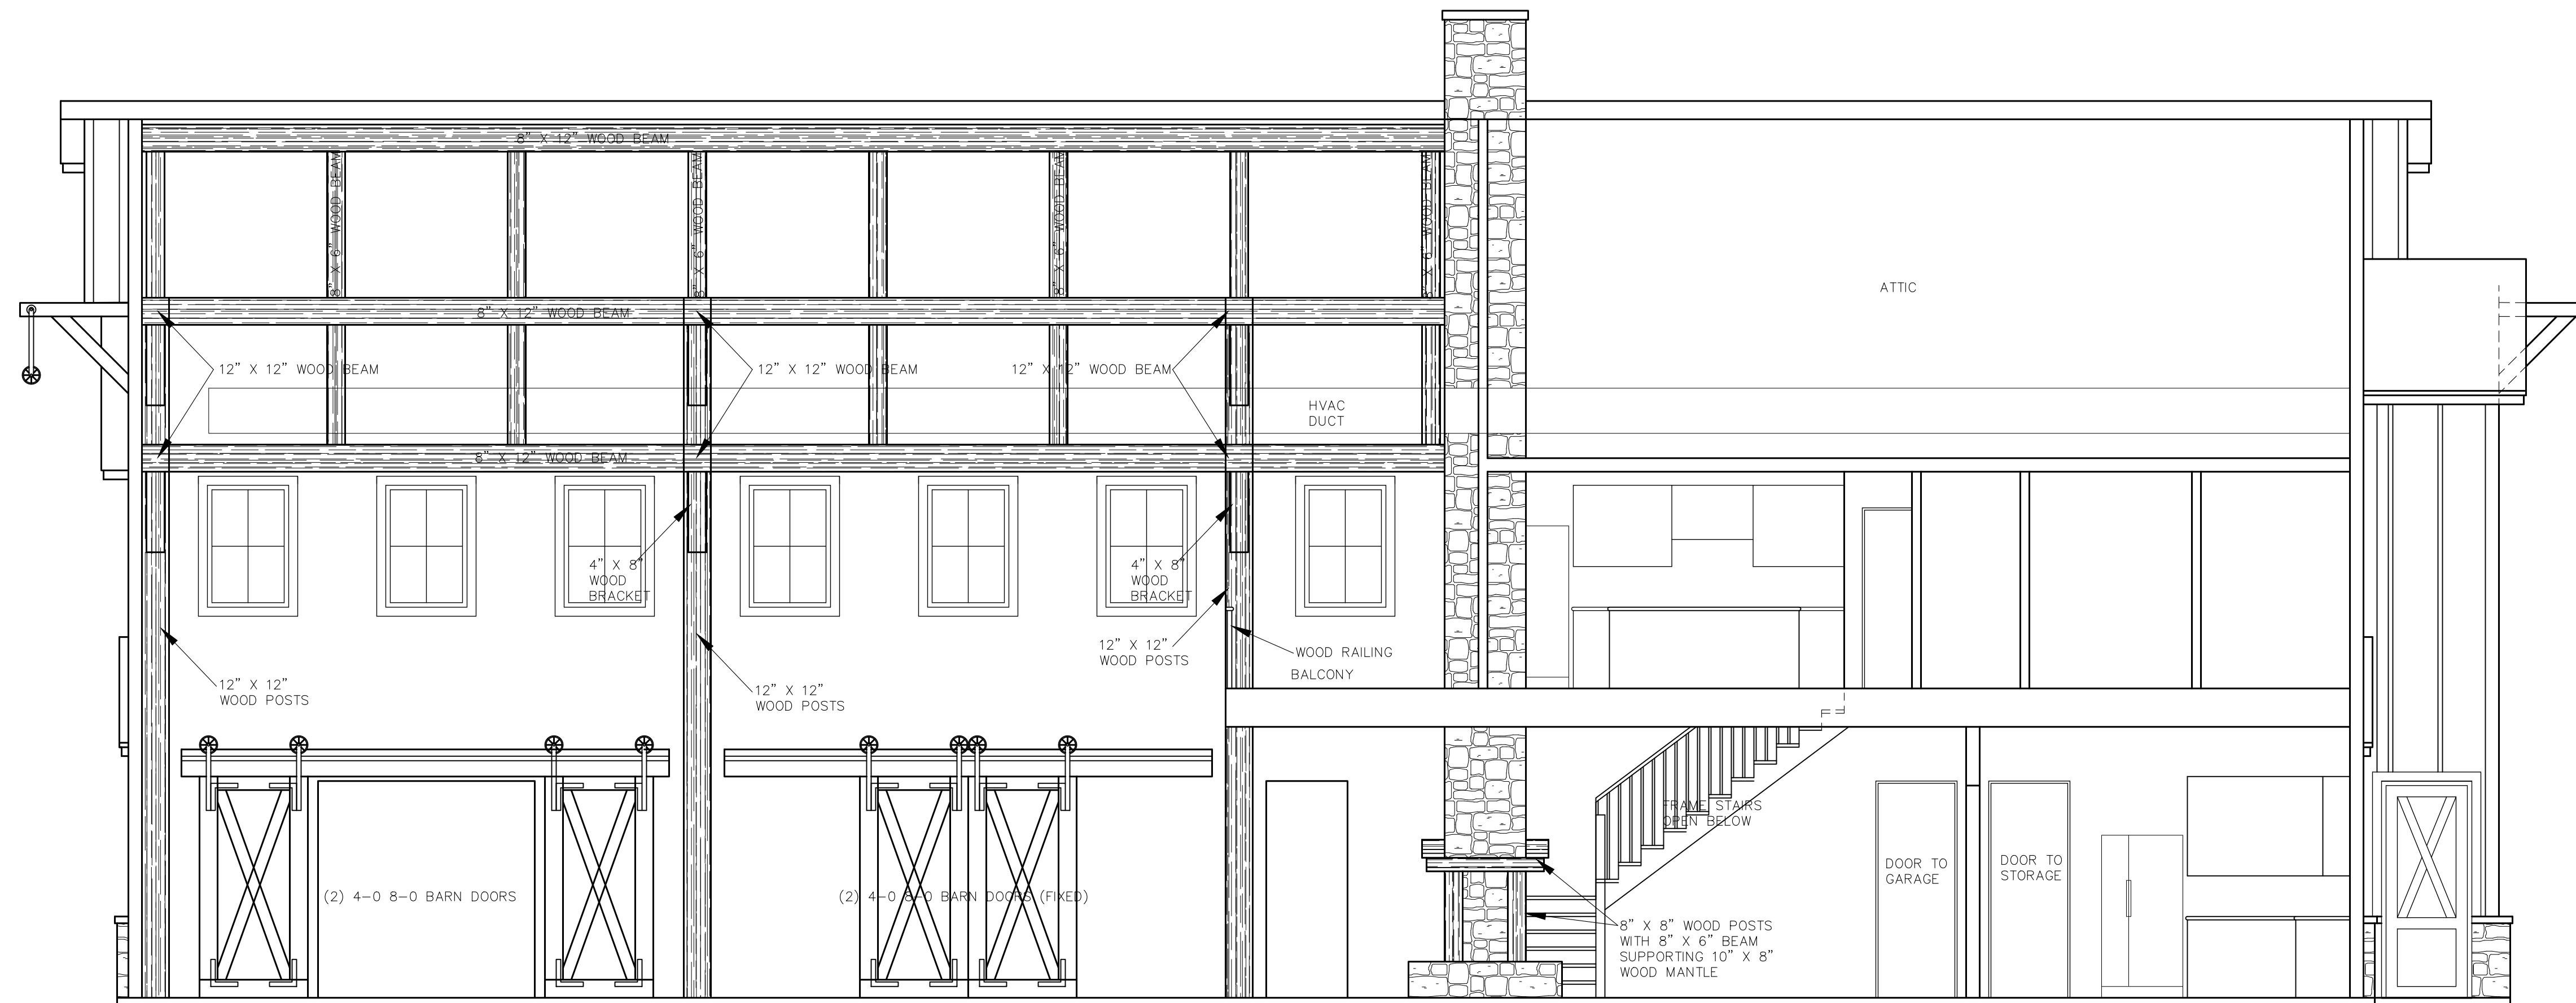 8" X 12" WOOD BEAM
8" X 6" WOOD BEAM
8" X 6" WOOD BEAM
8" X 6" WOOD BEAM
8" X 6" WOOD BEAM
ATTIC
8" X 12" WOOD BEAM
12" X 12" WOOD BEAM
12" X 12" WOOD BEAM
12" X 12" WOOD BEAM
HVAC
DUCT
8" X 12" WOOD BEAM
4" X 8"
WOOD
BRACKET
4" X 8"
WOOD
BRACKET
12" X 12"
WOOD POSTS
WOOD RAILING
BALCONY
12" X 12"
WOOD POSTS
12" X 12"
WOOD POSTS
FRAME STAIRS
OPEN BELOW
DOOR TO
GARAGE
DOOR TO
STORAGE
(2) 4-0 8-0 BARN DOORS
(2) 4-0 8-0 BARN DOORS (FIXED)
8" X 8" WOOD POSTS
WITH 8" X 6" BEAM
SUPPORTING 10" X 8"
WOOD MANTLE